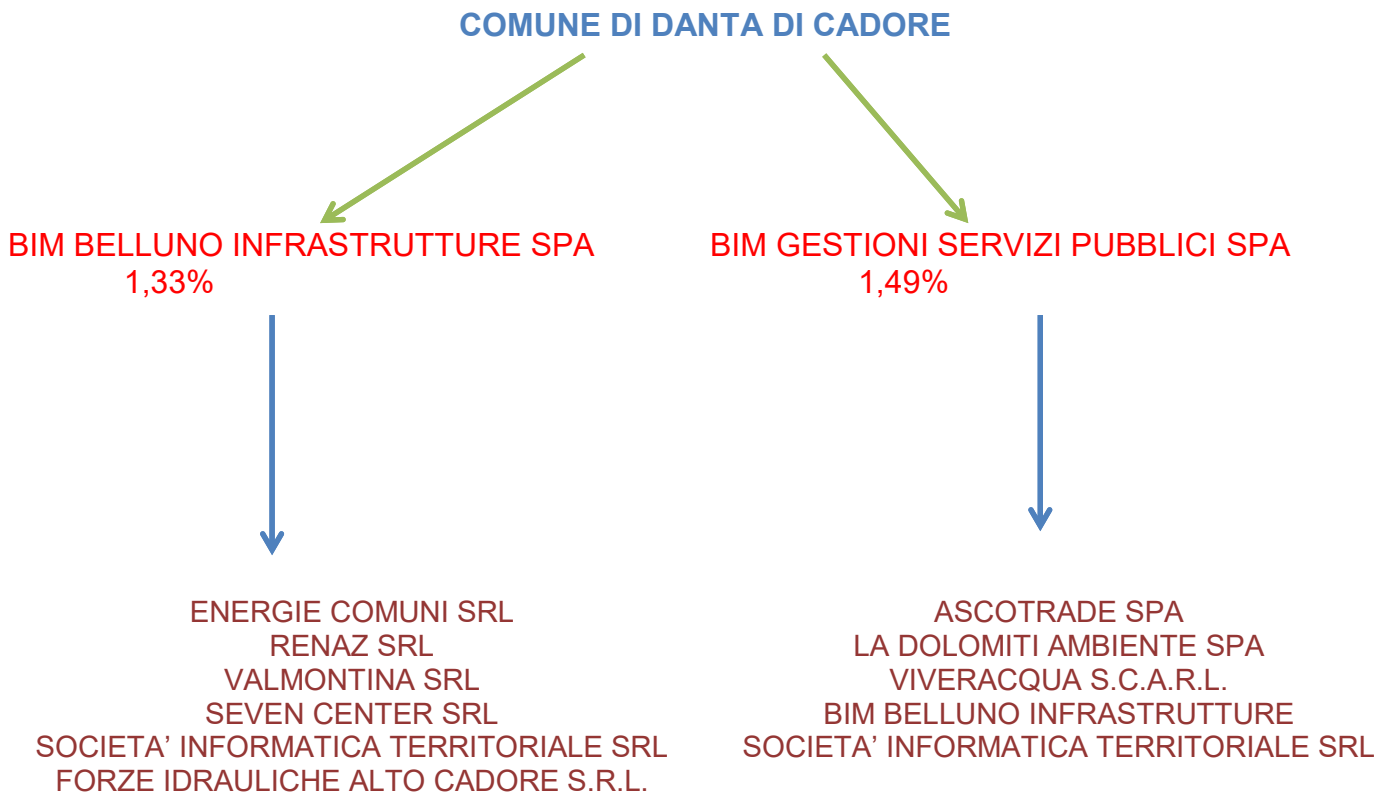 COMUNE DI DANTA DI CADORE
BIM BELLUNO INFRASTRUTTURE SPA
1,33%
BIM GESTIONI SERVIZI PUBBLICI SPA
1,49%
ENERGIE COMUNI SRL
RENAZ SRL
VALMONTINA SRL
SEVEN CENTER SRL
SOCIETA’ INFORMATICA TERRITORIALE SRL
FORZE IDRAULICHE ALTO CADORE S.R.L.
ASCOTRADE SPA
LA DOLOMITI AMBIENTE SPA
VIVERACQUA S.C.A.R.L.
BIM BELLUNO INFRASTRUTTURE
SOCIETA’ INFORMATICA TERRITORIALE SRL